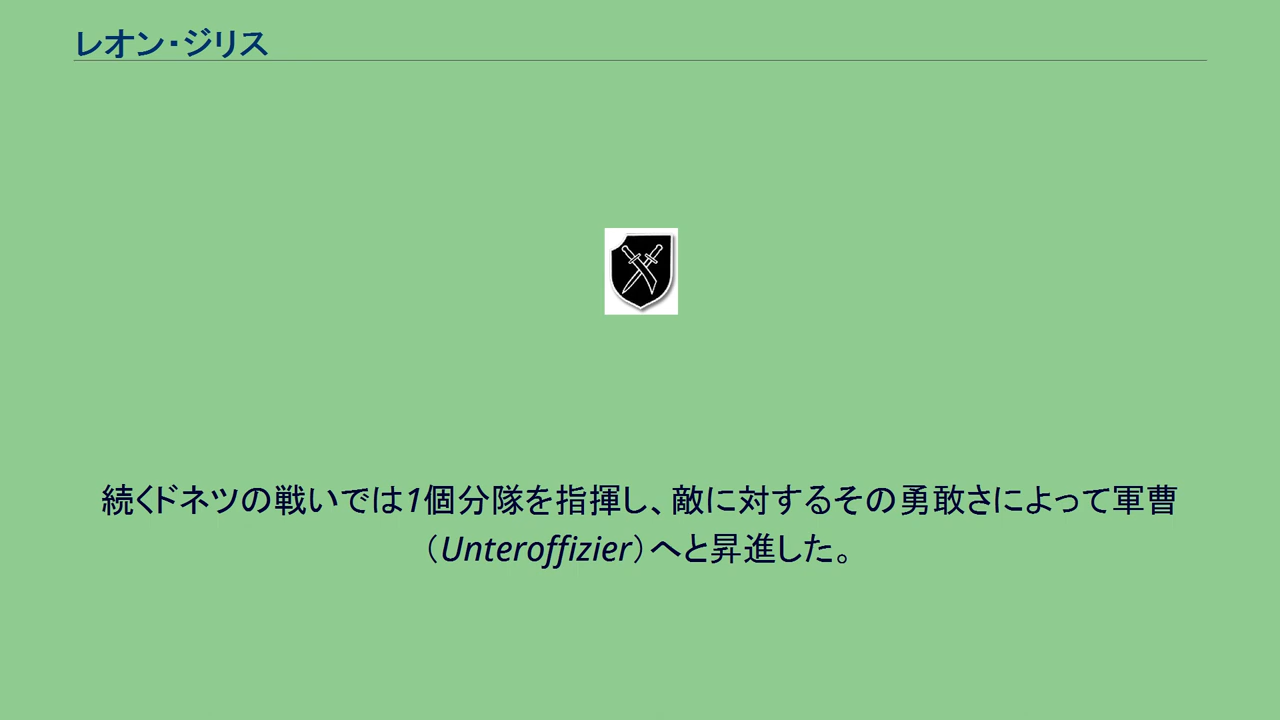 レオン・ジリス
続くドネツの戦いでは1個分隊を指揮し、敵に対するその勇敢さによって軍曹
（Unteroffizier）へと昇進した。